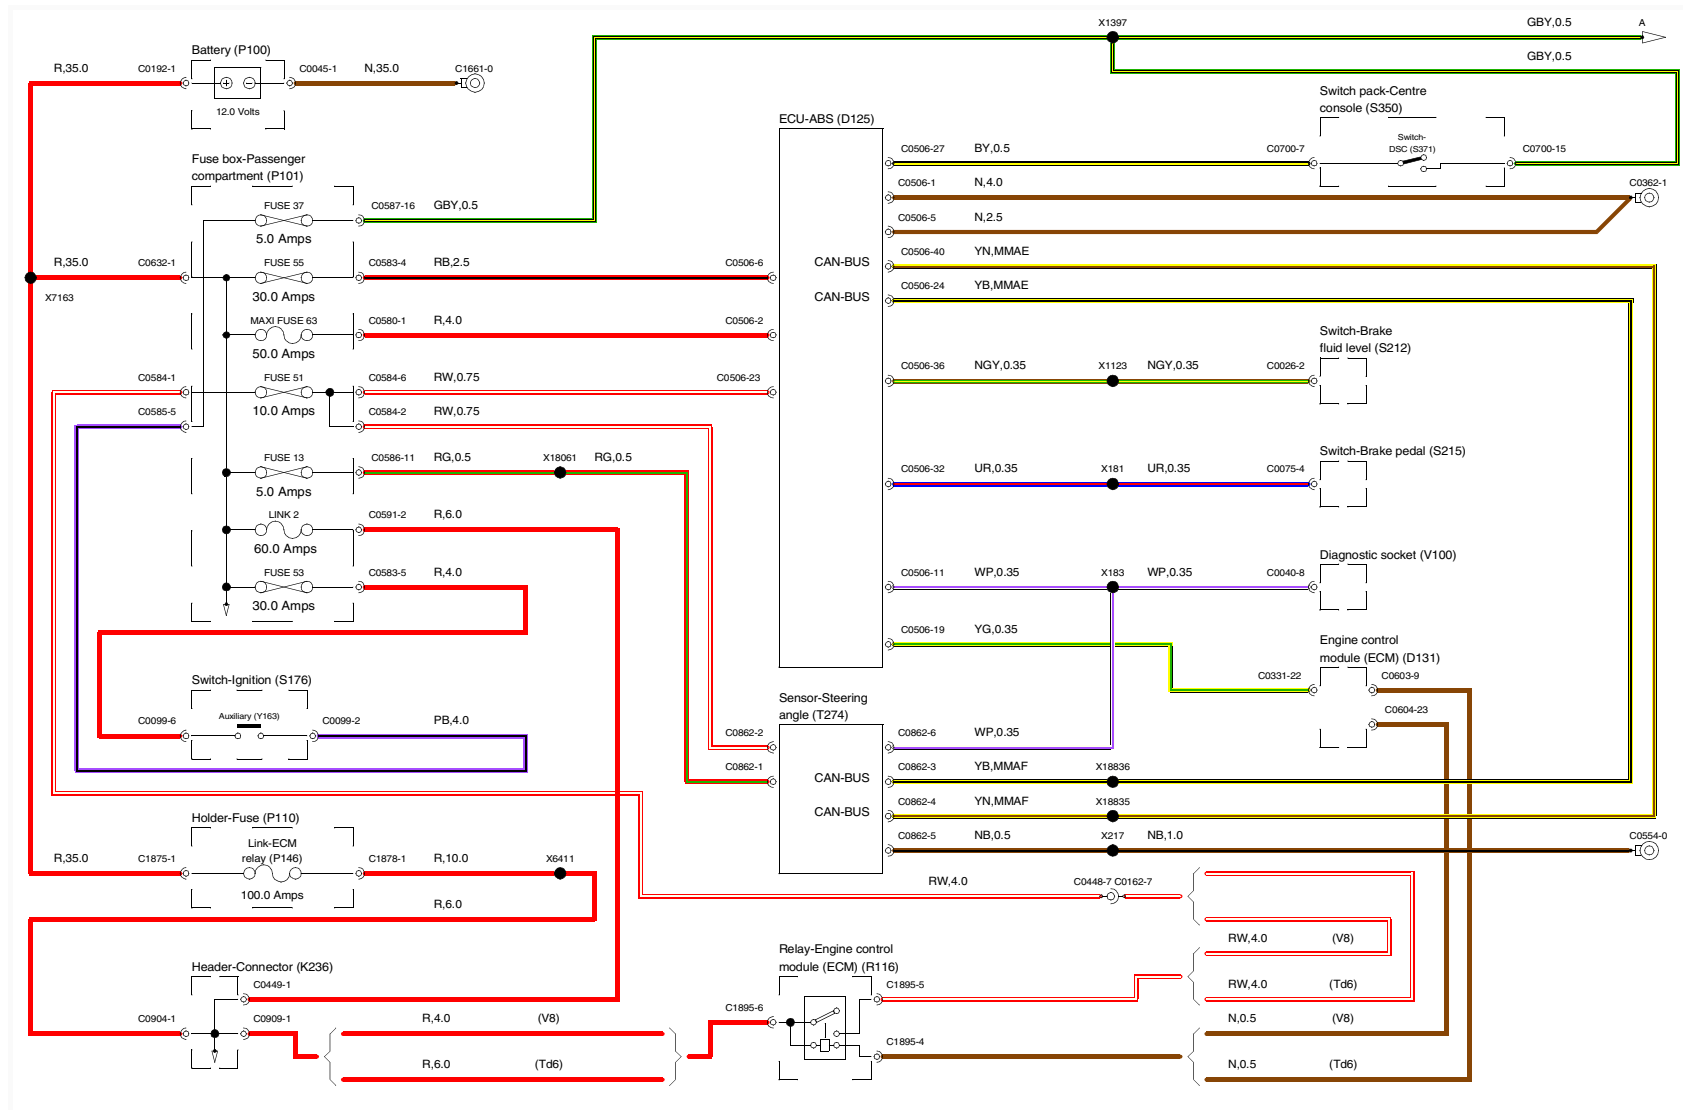 X1397
GBY,0.5
A
GBY,0.5
Battery (P100)
R,35.0
C0192-1
C0045-1
N,35.0
C1661-0
12.0 Volts
Switch pack-Centre
console (S350)
Switch-
DSC (S371)
C0700-7
C0700-15
ECU-ABS (D125)
C0506-27
BY,0.5
C0506-1
N,4.0
C0362-1
C0506-5
N,2.5
C0506-40
YN,MMAE
CAN-BUS
C0506-24
YB,MMAE
CAN-BUS
Fuse box-Passenger
compartment (P101)
FUSE 37
5.0 Amps
C0587-16
GBY,0.5
R,35.0
C0632-1
X7163
FUSE 55
30.0 Amps
C0583-4
RB,2.5
C0506-6
MAXI FUSE 63
50.0 Amps
C0580-1
R,4.0
C0506-2
C0584-1
FUSE 51
10.0 Amps
C0584-6
RW,0.75
C0506-23
C0585-5
C0584-2
RW,0.75
FUSE 13
5.0 Amps
C0586-11
RG,0.5
X18061
RG,0.5
LINK 2
60.0 Amps
C0591-2
R,6.0
FUSE 53
30.0 Amps
C0583-5
R,4.0
Switch-Brake
fluid level (S212)
C0506-36
NGY,0.35
X1123
NGY,0.35
C0026-2
Switch-Brake pedal (S215)
C0506-32
UR,0.35
X181
UR,0.35
C0075-4
Diagnostic socket (V100)
C0506-11
WP,0.35
X183
WP,0.35
C0040-8
C0506-19
YG,0.35
Engine control
module (ECM) (D131)
C0331-22
C0603-9
C0604-23
Switch-Ignition (S176)
Auxiliary (Y163)
C0099-6
C0099-2
PB,4.0
Sensor-Steering
angle (T274)
C0862-2
C0862-6
WP,0.35
C0862-1
CAN-BUS
C0862-3
YB,MMAF
X18836
CAN-BUS
C0862-4
YN,MMAF
X18835
C0862-5
NB,0.5
X217
NB,1.0
C0554-0
Holder-Fuse (P110)
Link-ECM
relay (P146)
100.0 Amps
R,35.0
C1875-1
C1878-1
R,10.0
X6411
R,6.0
RW,4.0
C0448-7 C0162-7
RW,4.0
(V8)
RW,4.0
(Td6)
N,0.5
(V8)
N,0.5
(Td6)
Header-Connector (K236)
C0449-1
C0904-1
C0909-1
R,4.0
(V8)
R,6.0
(Td6)
Relay-Engine control
module (ECM) (R116)
C1895-6
C1895-5
C1895-4